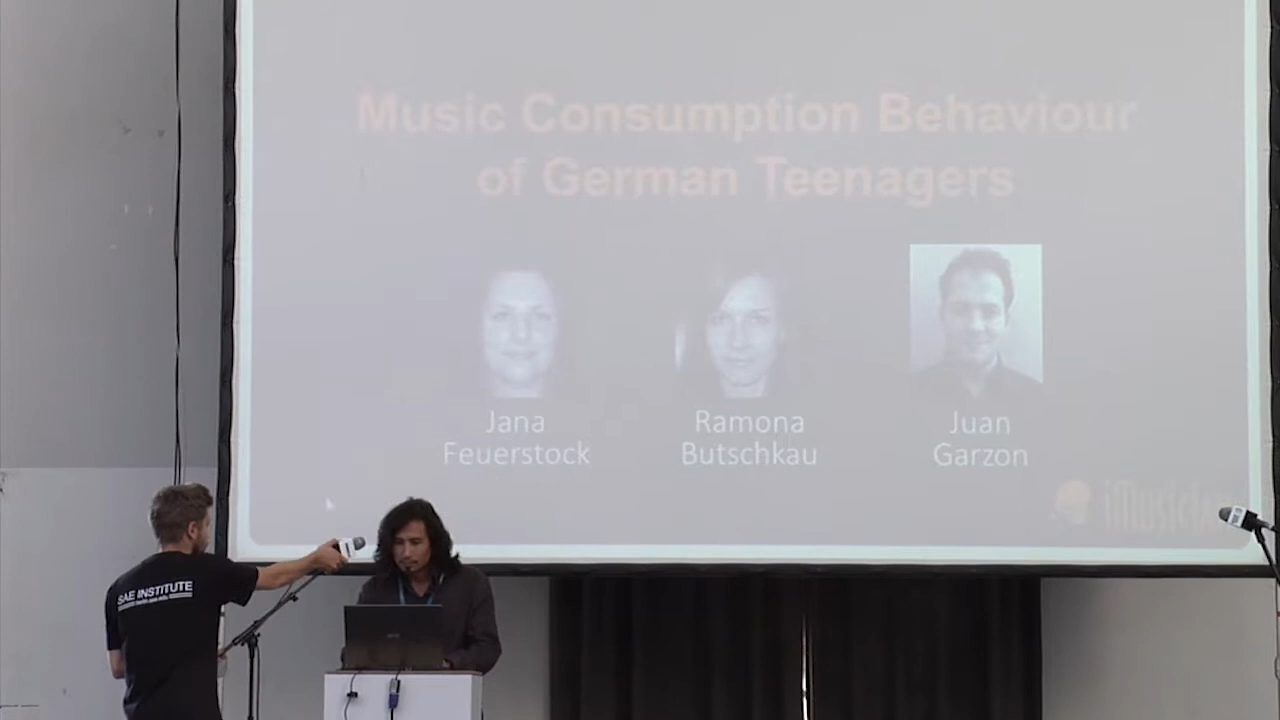 Music Consumption Behaviour
of German Teenagers
Jana
Feuerstock
Ramona
Butschkau
Juan
Garzon
SAE INSTITUTE